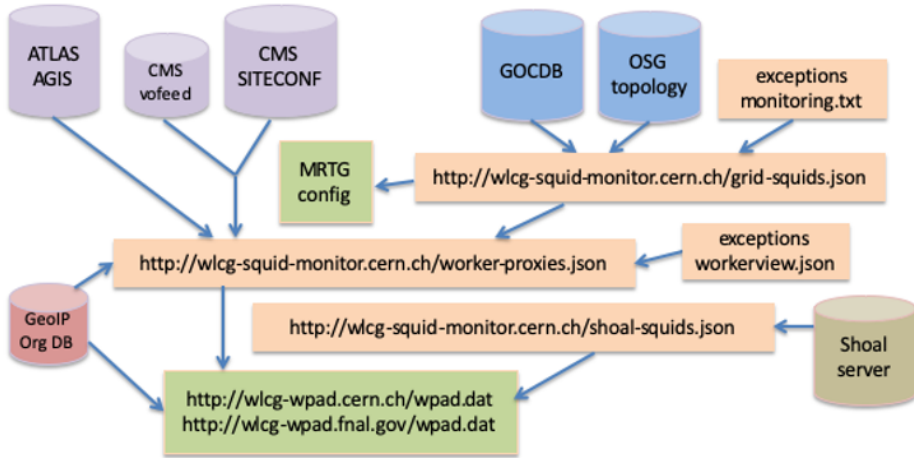 ATLAS
AGIS
CMS
vofeed
CMS
SITECONF
GOCDB
OSG
topology
exceptions
monitoring.txt
MRTG
config
http://wlcg-squid-monitor.cern.ch/grid-squids.json
http://wlcg-squid-monitor.cern.ch/worker-proxies.json
exceptions
workerview.json
GeoIP
Org DB
http://wlcg-squid-monitor.cern.ch/shoal-squids.json
Shoal
server
http://wlcg-wpad.cern.ch/wpad.dat
http://wlcg-wpad.fnal.gov/wpad.dat